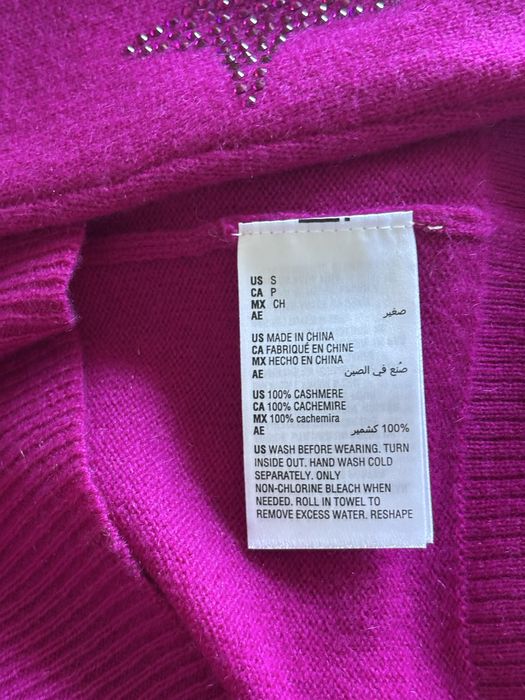 US S
CA P
MX CH
AE صغير
US MADE IN CHINA
CA FABRIQUÉ EN CHINE
MX HECHO EN CHINA
AE صُنع في الصين
US 100% CASHMERE
CA 100% CACHEMIRE
MX 100% cachemira
AE 100% كشمير
US WASH BEFORE WEARING. TURN
INSIDE OUT. HAND WASH COLD
SEPARATELY. ONLY
NON-CHLORINE BLEACH WHEN
NEEDED. ROLL IN TOWEL TO
REMOVE EXCESS WATER. RESHAPE